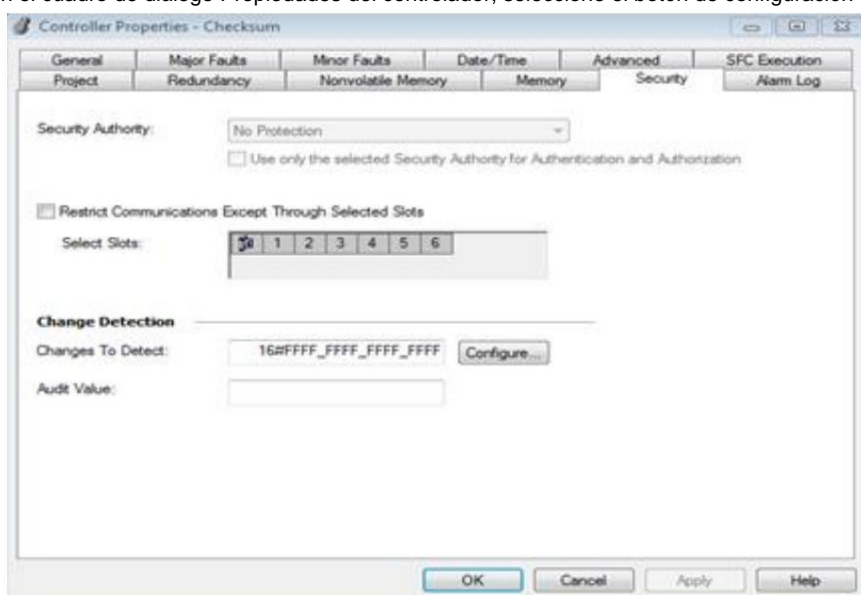 el cuadro de diálogo Propiedades del controlador, seleccione el botón de configuración
Controller Properties - Checksum
General Major Faults Minor Faults Date/Time Advanced SFC Execution
Project Redundancy Nonvolatile Memory Memory Security Alarm Log
Security Authority: No Protection
Use only the selected Security Authority for Authentication and Authorization
Restrict Communications Except Through Selected Slots
Select Slots: 1 2 3 4 5 6
Change Detection
Changes To Detect: 16#FFFF_FFFF_FFFF_FFFF Configure...
Audit Value:
OK Cancel Apply Help